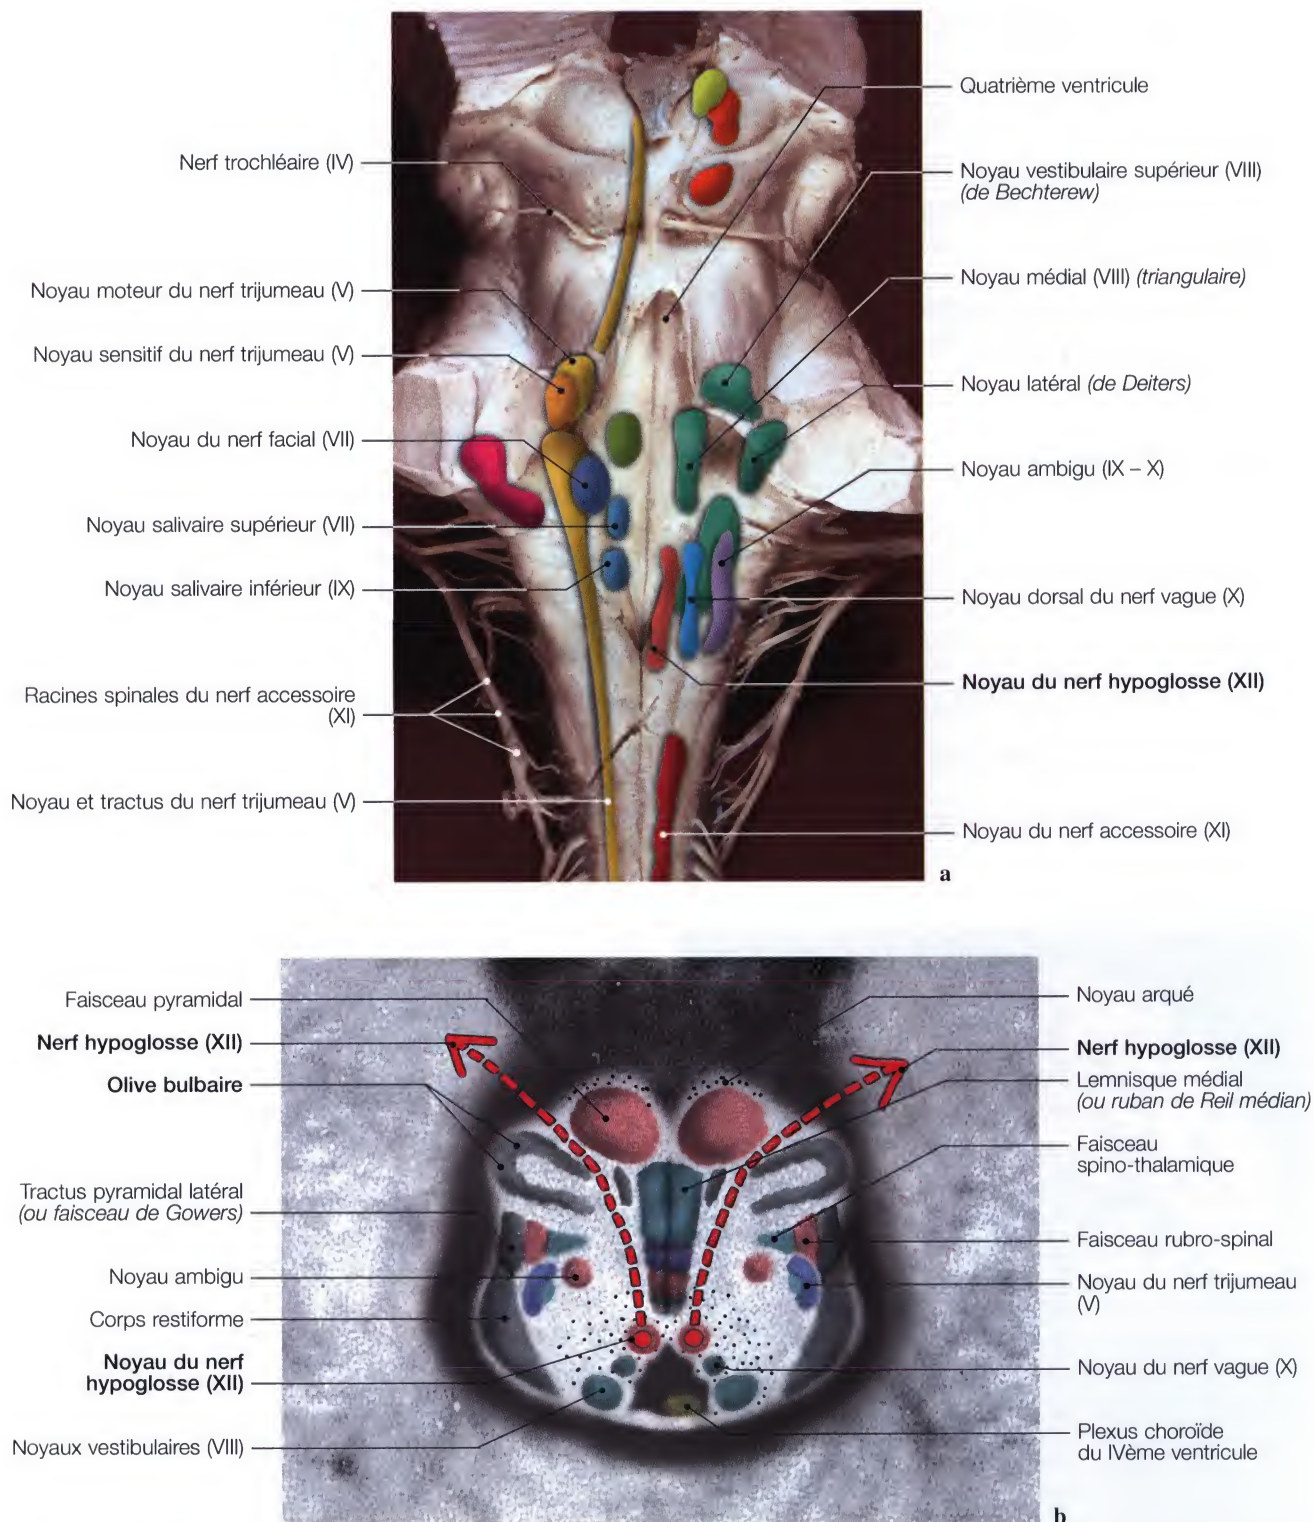 Nerf trochléaire (IV)
Noyau moteur du nerf trijumeau (V)
Noyau sensitif du nerf trijumeau (V)
Noyau du nerf facial (VII)
Noyau salivaire supérieur (VII)
Noyau salivaire inférieur (IX)
Racines spinales du nerf accessoire
(XI)
Noyau et tractus du nerf trijumeau (V)
Quatrième ventricule
Noyau vestibulaire supérieur (VIII)
(de Bechterew)
Noyau médial (VIII) (triangulaire)
Noyau latéral (de Deiters)
Noyau ambigu (IX – X)
Noyau dorsal du nerf vague (X)
Noyau du nerf hypoglosse (XII)
Noyau du nerf accessoire (XI)
a
Faisceau pyramidal
Nerf hypoglosse (XII)
Olive bulbaire
Tractus pyramidal latéral
(ou faisceau de Gowers)
Noyau ambigu
Corps restiforme
Noyau du nerf
hypoglosse (XII)
Noyaux vestibulaires (VIII)
Noyau arqué
Nerf hypoglosse (XII)
Lemnisque médial
(ou ruban de Reil médian)
Faisceau
spino-thalamique
Faisceau rubro-spinal
Noyau du nerf trijumeau
(V)
Noyau du nerf vague (X)
Plexus choroïde
du IVème ventricule
b